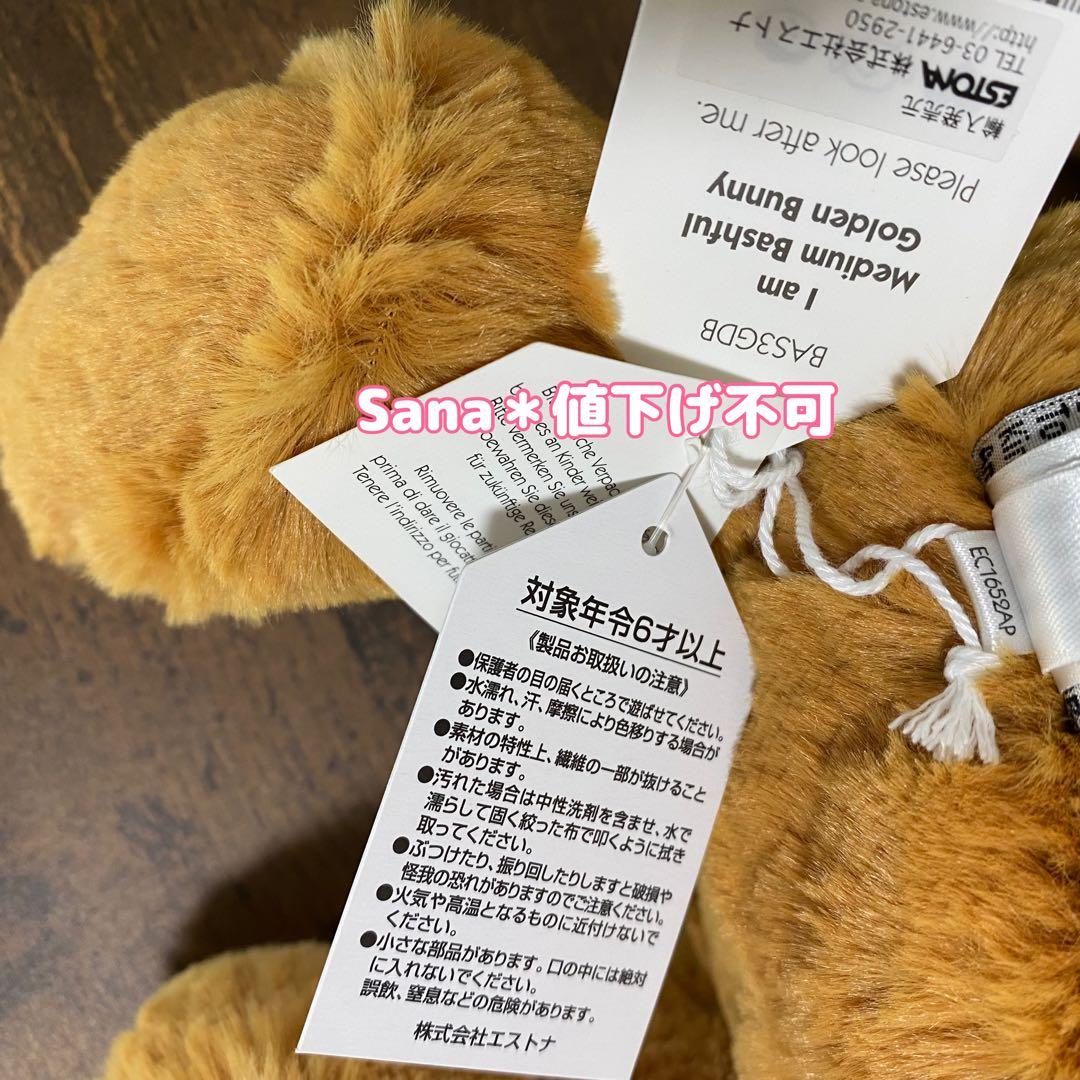 BAS3GDB
I am
Medium Bashful
Golden Bunny
Please look after me.
輸入発売元
ESTONA 株式会社エストナ
TEL 03-6441-2950
Sana＊値下げ不可
Bitte vermerken Sie
bewahren Sie
für zukünftige
Rimuovere le
prima di dare il
Tenere l'indirizzo per
EC1652AP
対象年令6才以上
《製品お取扱いの注意》
●保護者の目の届くところで遊ばせてください。
●水濡れ、汗、摩擦により色移りする場合が
あります。
●素材の特性上、繊維の一部が抜けること
があります。
●汚れた場合は中性洗剤を含ませ、水で
濡らして固く絞った布で叩くように拭き
取ってください。
●ぶつけたり、振り回したりしますと破損や
怪我の恐れがありますのでご注意ください。
●火気や高温となるものに近付けないで
ください。
●小さな部品があります。口の中には絶対
に入れないでください。
誤飲、窒息などの危険があります。
株式会社エストナ